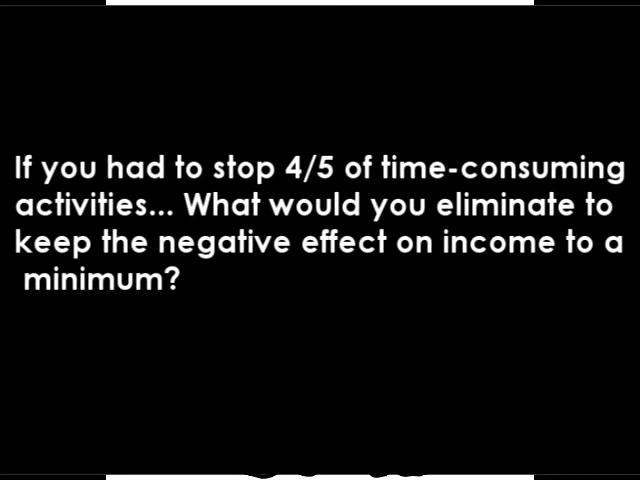 If you had to stop 4/5 of time-consuming
activities... What would you eliminate to
keep the negative effect on income to a
minimum?